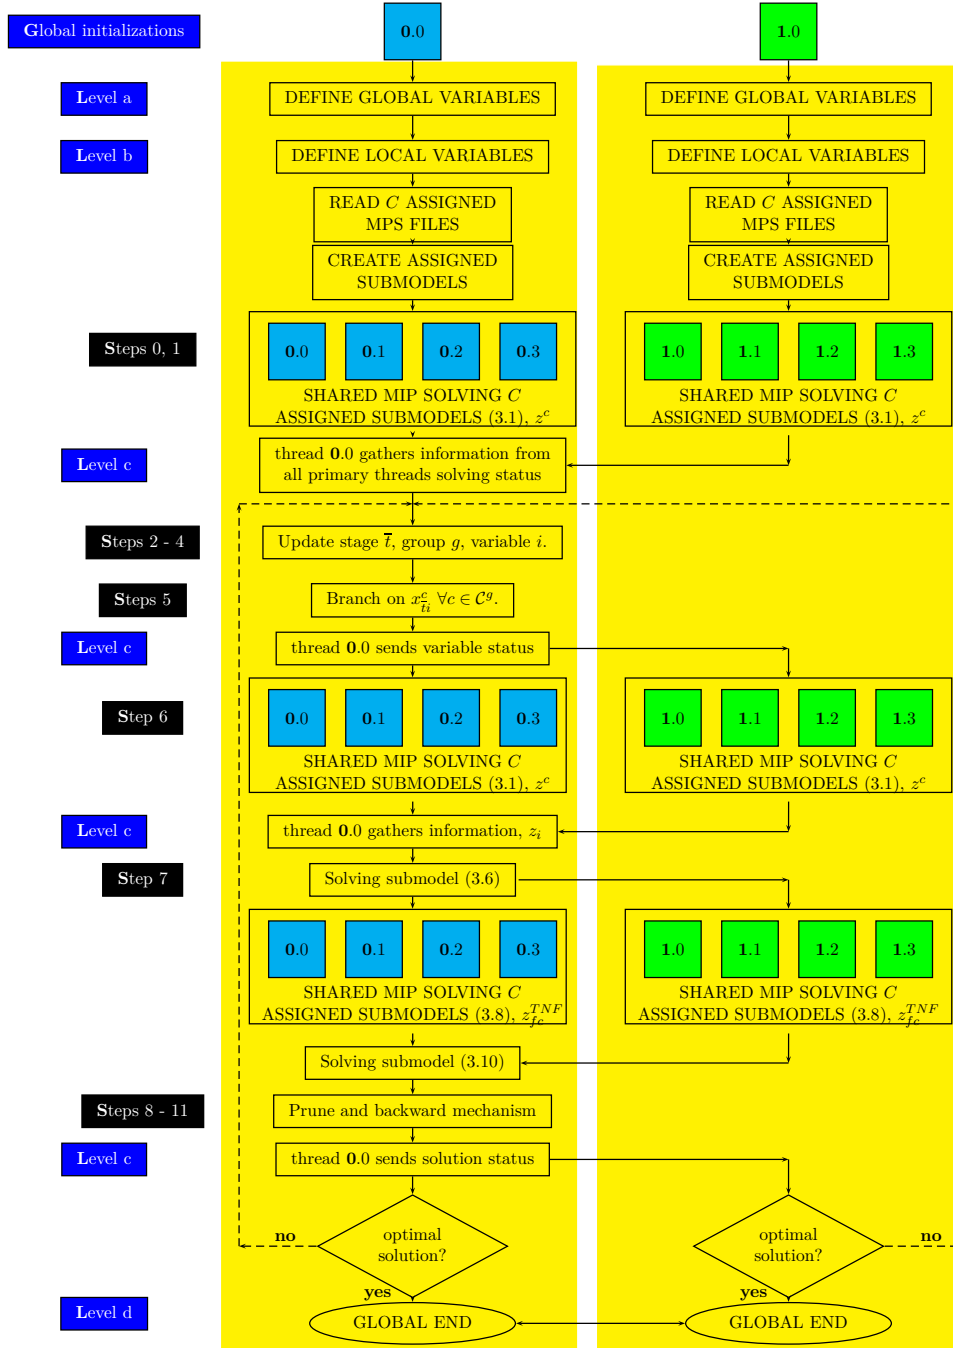 Global initializations
0.0
1.0
Level a
DEFINE GLOBAL VARIABLES
DEFINE GLOBAL VARIABLES
Level b
DEFINE LOCAL VARIABLES
DEFINE LOCAL VARIABLES
READ C ASSIGNED
MPS FILES
READ C ASSIGNED
MPS FILES
CREATE ASSIGNED
SUBMODELS
CREATE ASSIGNED
SUBMODELS
Steps 0, 1
0.0 0.1 0.2 0.3
SHARED MIP SOLVING C
ASSIGNED SUBMODELS (3.1), z^c
1.0 1.1 1.2 1.3
SHARED MIP SOLVING C
ASSIGNED SUBMODELS (3.1), z^c
Level c
thread 0.0 gathers information from
all primary threads solving status
Steps 2 - 4
Update stage \overline{t}, group g, variable i.
Steps 5
Branch on x^c_{\overline{t}i} ∀c ∈ \mathcal{C}^g.
Level c
thread 0.0 sends variable status
Step 6
0.0 0.1 0.2 0.3
SHARED MIP SOLVING C
ASSIGNED SUBMODELS (3.1), z^c
1.0 1.1 1.2 1.3
SHARED MIP SOLVING C
ASSIGNED SUBMODELS (3.1), z^c
Level c
thread 0.0 gathers information, z_i
Step 7
Solving submodel (3.6)
0.0 0.1 0.2 0.3
SHARED MIP SOLVING C
ASSIGNED SUBMODELS (3.8), z_{fc}^{TNF}
1.0 1.1 1.2 1.3
SHARED MIP SOLVING C
ASSIGNED SUBMODELS (3.8), z_{fc}^{TNF}
Solving submodel (3.10)
Steps 8 - 11
Prune and backward mechanism
Level c
thread 0.0 sends solution status
no
optimal
solution?
yes
optimal
solution?
no
yes
Level d
GLOBAL END
GLOBAL END